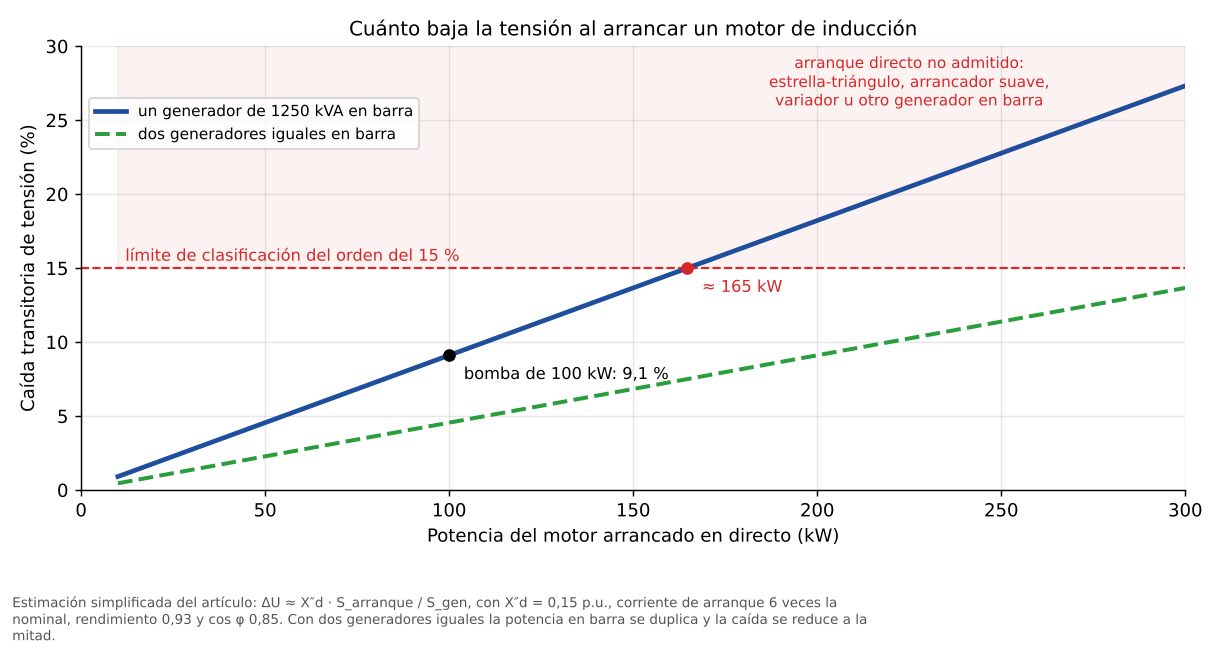 Cuánto baja la tensión al arrancar un motor de inducción
Caída transitoria de tensión (%)
30
25
20
15
10
5
0
un generador de 1250 kVA en barra
dos generadores iguales en barra
arranque directo no admitido:
estrella-triángulo, arrancador suave,
variador u otro generador en barra
límite de clasificación del orden del 15 %
≈ 165 kW
bomba de 100 kW: 9,1 %
0
50
100
150
200
250
300
Potencia del motor arrancado en directo (kW)
Estimación simplificada del artículo: ΔU ≈ X″d · S_arranque / S_gen, con X″d = 0,15 p.u., corriente de arranque 6 veces la
nominal, rendimiento 0,93 y cos φ 0,85. Con dos generadores iguales la potencia en barra se duplica y la caída se reduce a la
mitad.